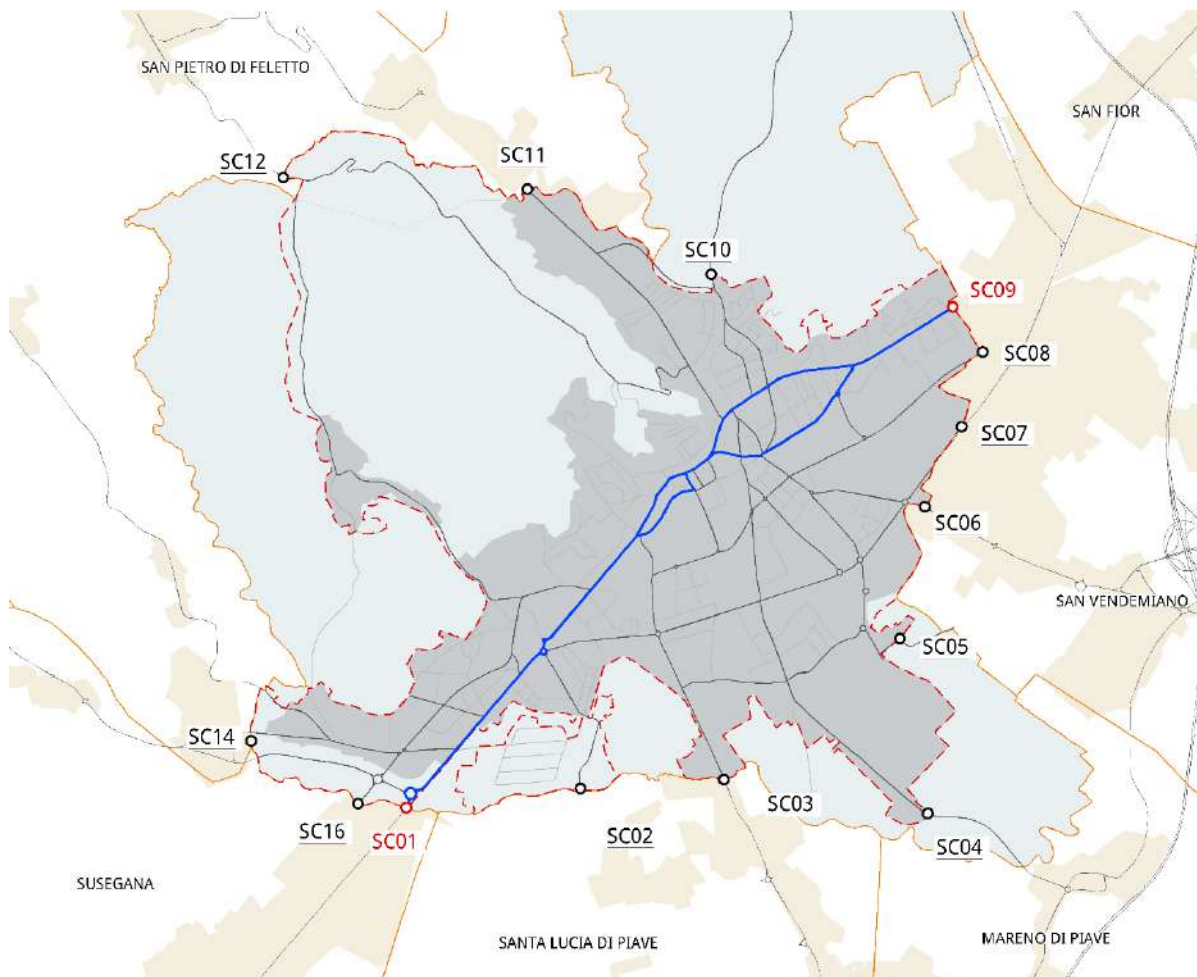 SAN PIETRO DI FELETTO
SAN FIOR
SC12
SC11
SC10
SC09
SC08
SC07
SC06
SAN VENDEMIANO
SC05
SC14
SC03
SC16
SC01
SC02
SC04
SUSEGANA
SANTA LUCIA DI PIAVE
MARENO DI PIAVE